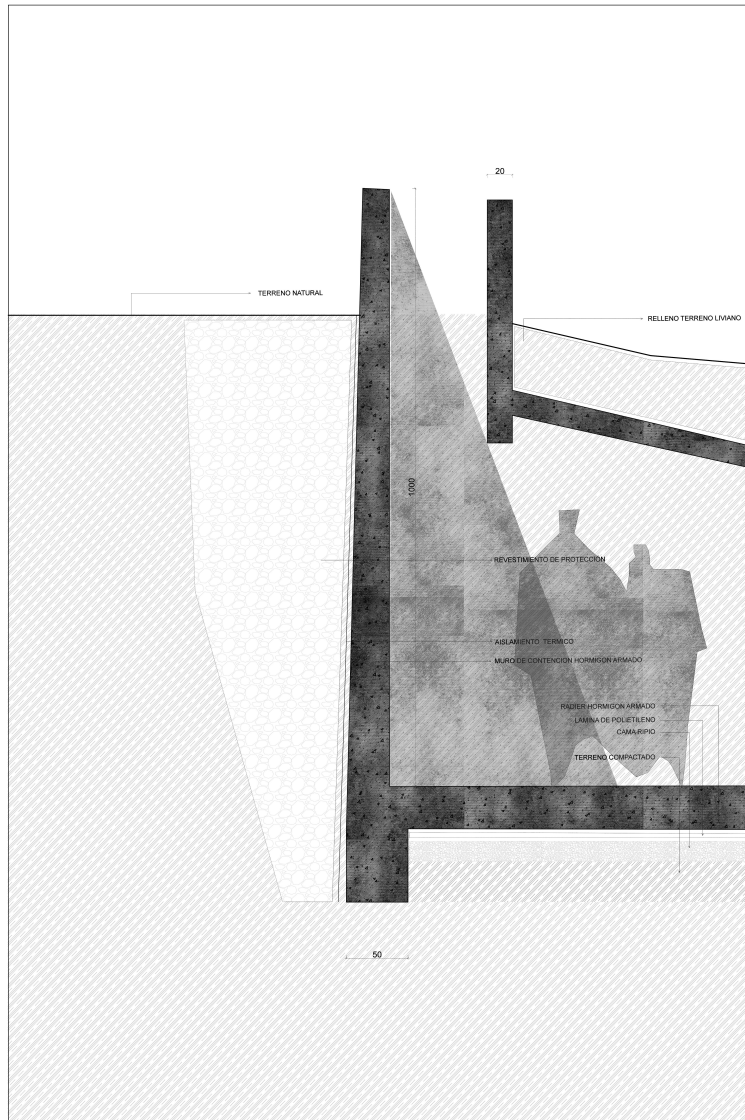 20
TERRENO NATURAL
RELLENO TERRENO LIVIANO
1000
REVESTIMIENTO DE PROTECCION
AISLAMIENTO TERMICO
MURO DE CONTENCION HORMIGON ARMADO
RADIER HORMIGON ARMADO
LAMINA DE POLIETILENO
CAMA RIPIO
TERRENO COMPACTADO
50